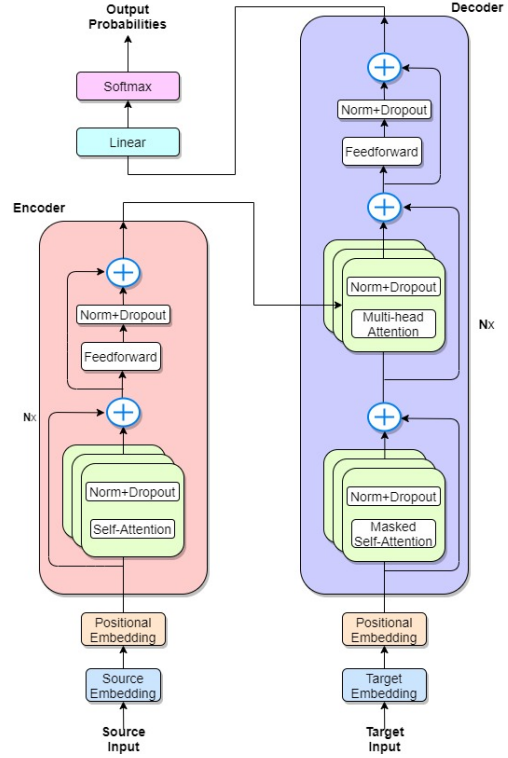 Output
Probabilities
Softmax
Linear
Encoder
Norm+Dropout
Feedforward
Nx
Norm+Dropout
Self-Attention
Positional
Embedding
Source
Embedding
Source
Input
Decoder
Norm+Dropout
Feedforward
Norm+Dropout
Multi-head
Attention
Nx
Norm+Dropout
Masked
Self-Attention
Positional
Embedding
Target
Embedding
Target
Input